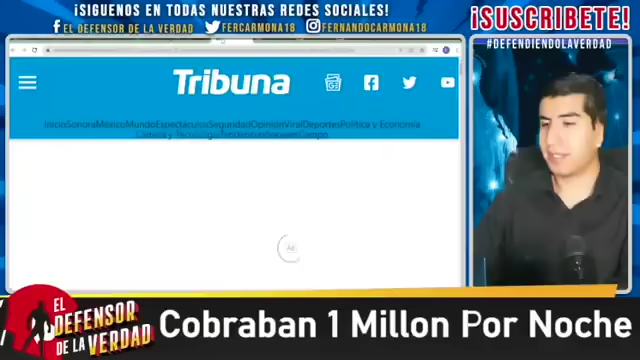 ¡SIGUENOS EN TODAS NUESTRAS REDES SOCIALES!
EL DEFENSOR DE LA VERDAD FERCARMONA18 FERNANDOCARMONA18
¡SUSCRIBETE!
#DEFENDIENDOLAVERDAD
Tribuna
InicioSonoraMéxicoMundoEspectáculosSeguridadOpiniónViralDeportesPolítica y Economía
Ad
EL
DEFENSOR
DE LA VERDAD
Cobraban 1 Millon Por Noche